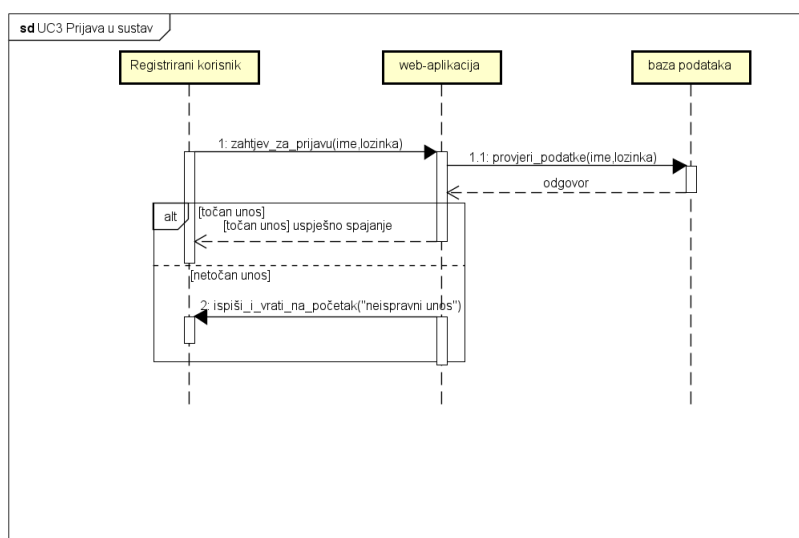 sd UC3 Prijava u sustav
Registrirani korisnik
web-aplikacija
baza podataka
1: zahtjev_za_prijavu(ime,lozinka)
1.1: provjeri_podatke(ime,lozinka)
odgovor
alt
[točan unos]
[točan unos] uspješno spajanje
[netočan unos]
2: ispiši_i_vrati_na_početak("neispravni unos")